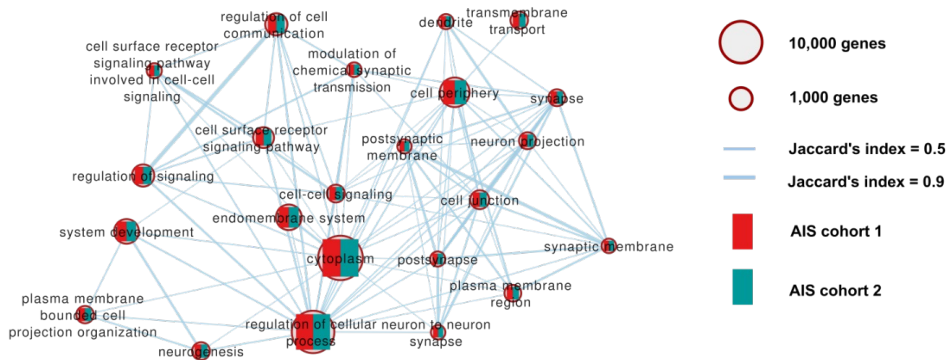 regulation of cell
communication
dendrite
transmembrane
transport
cell surface receptor
signaling pathway
involved in cell-cell
signaling
modulation of
chemical synaptic
transmission
cell periphery
synapse
cell surface receptor
signaling pathway
postsynaptic
membrane
neuron projection
regulation of signaling
cell-cell signaling
cell junction
endomembrane system
system development
synaptic membrane
cytoplasm
postsynapse
plasma membrane
region
plasma membrane
bounded cell
projection organization
regulation of cellular
process
neuron to neuron
synapse
neurogenesis
10,000 genes
1,000 genes
Jaccard's index = 0.5
Jaccard's index = 0.9
AIS cohort 1
AIS cohort 2